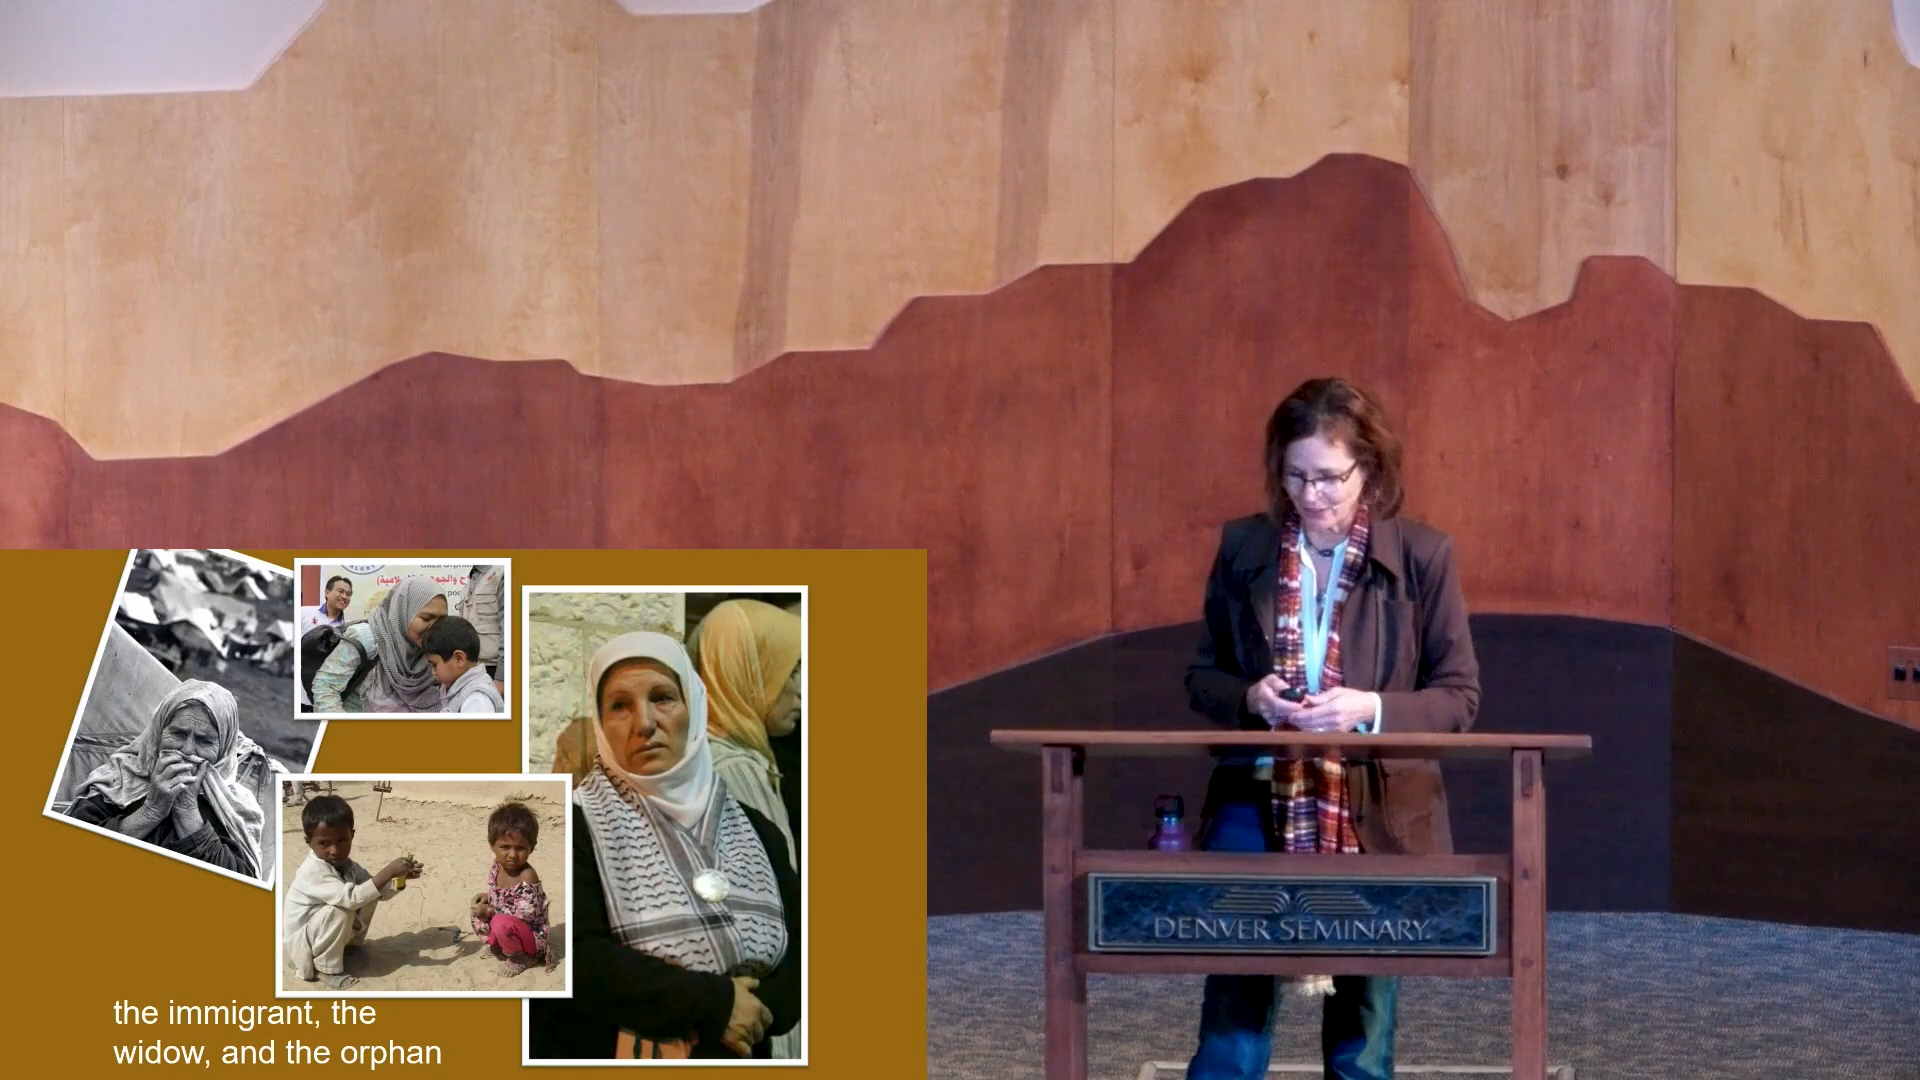 the immigrant, the
widow, and the orphan
DENVER SEMINARY.